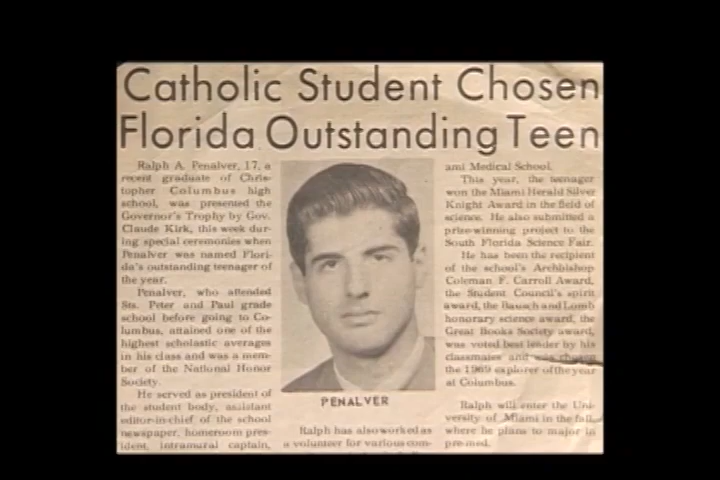 Catholic Student Chosen
Florida Outstanding Teen
Ralph A. Penalver, 17, a
recent graduate of Chris-
topher Columbus high
school, was presented the
Governor's Trophy by Gov.
Claude Kirk, this week dur-
ing special ceremonies when
Penalver was named Flori-
da's outstanding teenager of
the year.
Penalver, who attended
Sts. Peter and Paul grade
school before going to Co-
lumbus, attained one of the
highest scholastic averages
in his class and was a mem-
ber of the National Honor
Society.
He served as president of
the student body, assistant
editor-in-chief of the school
newspaper, homeroom pres-
ident, intramural captain,
PENALVER
Ralph has also worked as
a volunteer for various com-
ami Medical School.
This year, the teenager
won the Miami Herald Silver
Knight Award in the field of
science. He also submitted a
prize-winning project to the
South Florida Science Fair.
He has been the recipient
of the school's Archbishop
Coleman F. Carroll Award,
the Student Council's spirit
award, the Bausch and Lomb
honorary science award, the
Great Books Society award,
was voted best leader by his
classmates and was chosen
the 1969 explorer of the year
at Columbus.
Ralph will enter the Uni-
versity of Miami in the fall
where he plans to major in
pre-med.